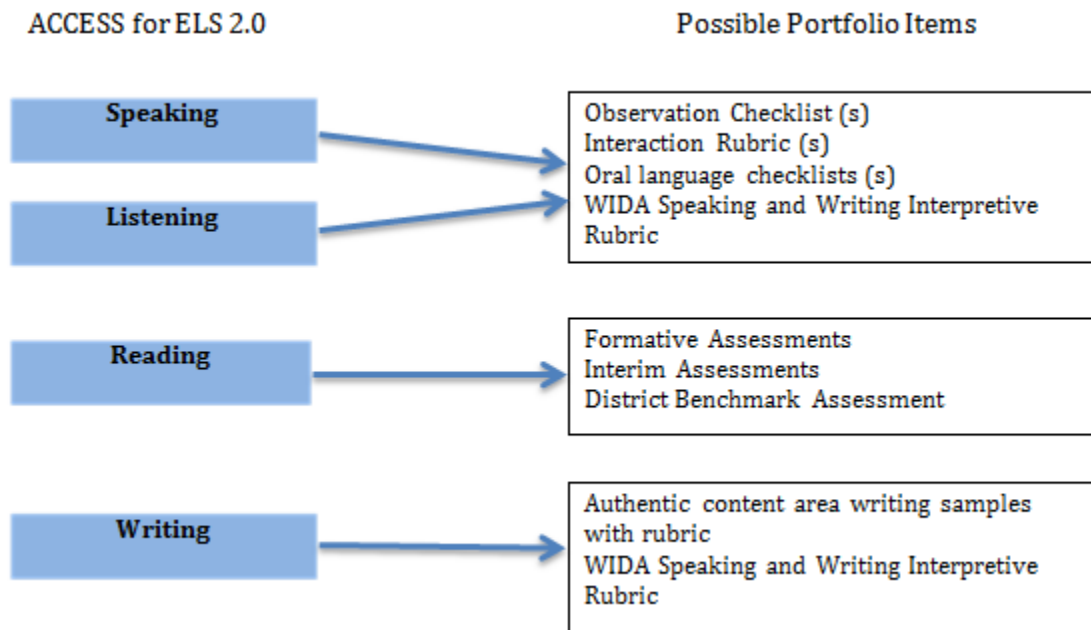 ACCESS for ELS 2.0
Possible Portfolio Items
Speaking
Listening
Observation Checklist (s)
Interaction Rubric (s)
Oral language checklists (s)
WIDA Speaking and Writing Interpretive
Rubric
Reading
Formative Assessments
Interim Assessments
District Benchmark Assessment
Writing
Authentic content area writing samples
with rubric
WIDA Speaking and Writing Interpretive
Rubric